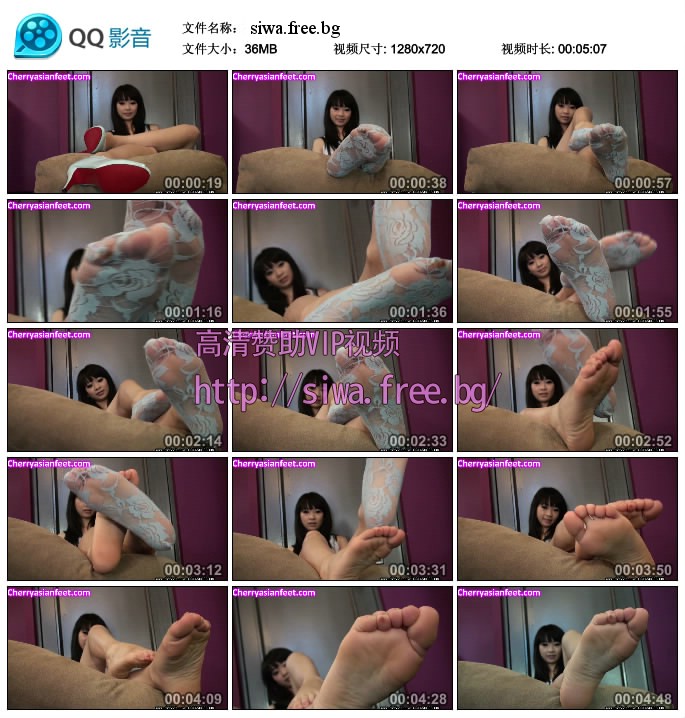 QQ 影音
文件名称： siwa.free.bg
文件大小: 36MB 视频尺寸: 1280x720 视频时长: 00:05:07
Cherryasianfeet.com Cherryasianfeet.com Cherryasianfeet.com
00:00:19 00:00:38 00:00:57
Cherryasianfeet.com Cherryasianfeet.com Cherryasianfeet.com
00:01:16 00:01:36 00:01:55
Cherryasianfeet.com Cherryasianfeet.com
高清赞助VIP视频
http://siwa.free.bg/
00:02:14 00:02:33 00:02:52
Cherryasianfeet.com Cherryasianfeet.com Cherryasianfeet.com
00:03:12 00:03:31 00:03:50
Cherryasianfeet.com Cherryasianfeet.com Cherryasianfeet.com
00:04:09 00:04:28 00:04:48